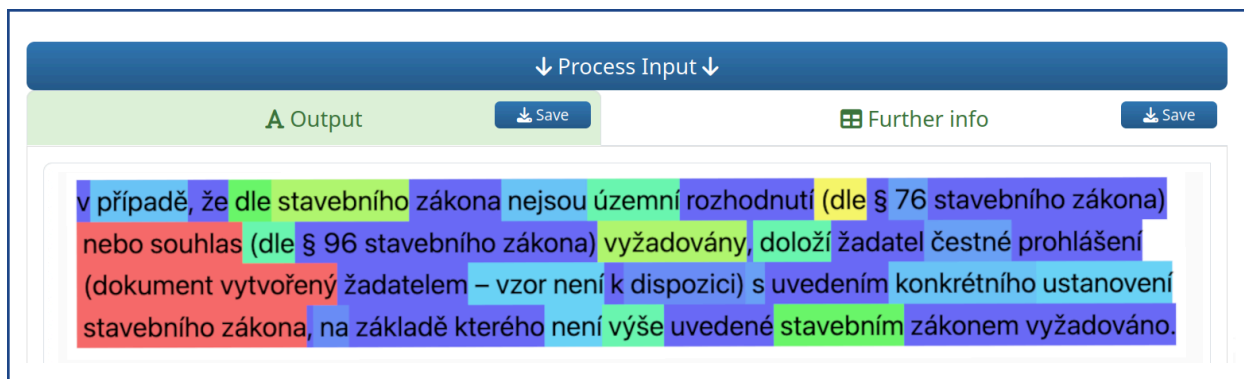 Process Input
Output Save Further info Save
v případě, že dle stavebního zákona nejsou územní rozhodnutí (dle § 76 stavebního zákona)
nebo souhlas (dle § 96 stavebního zákona) vyžadovány, doloží žadatel čestné prohlášení
(dokument vytvořený žadatelem – vzor není k dispozici) s uvedením konkrétního ustanovení
stavebního zákona, na základě kterého není výše uvedené stavebním zákonem vyžadováno.